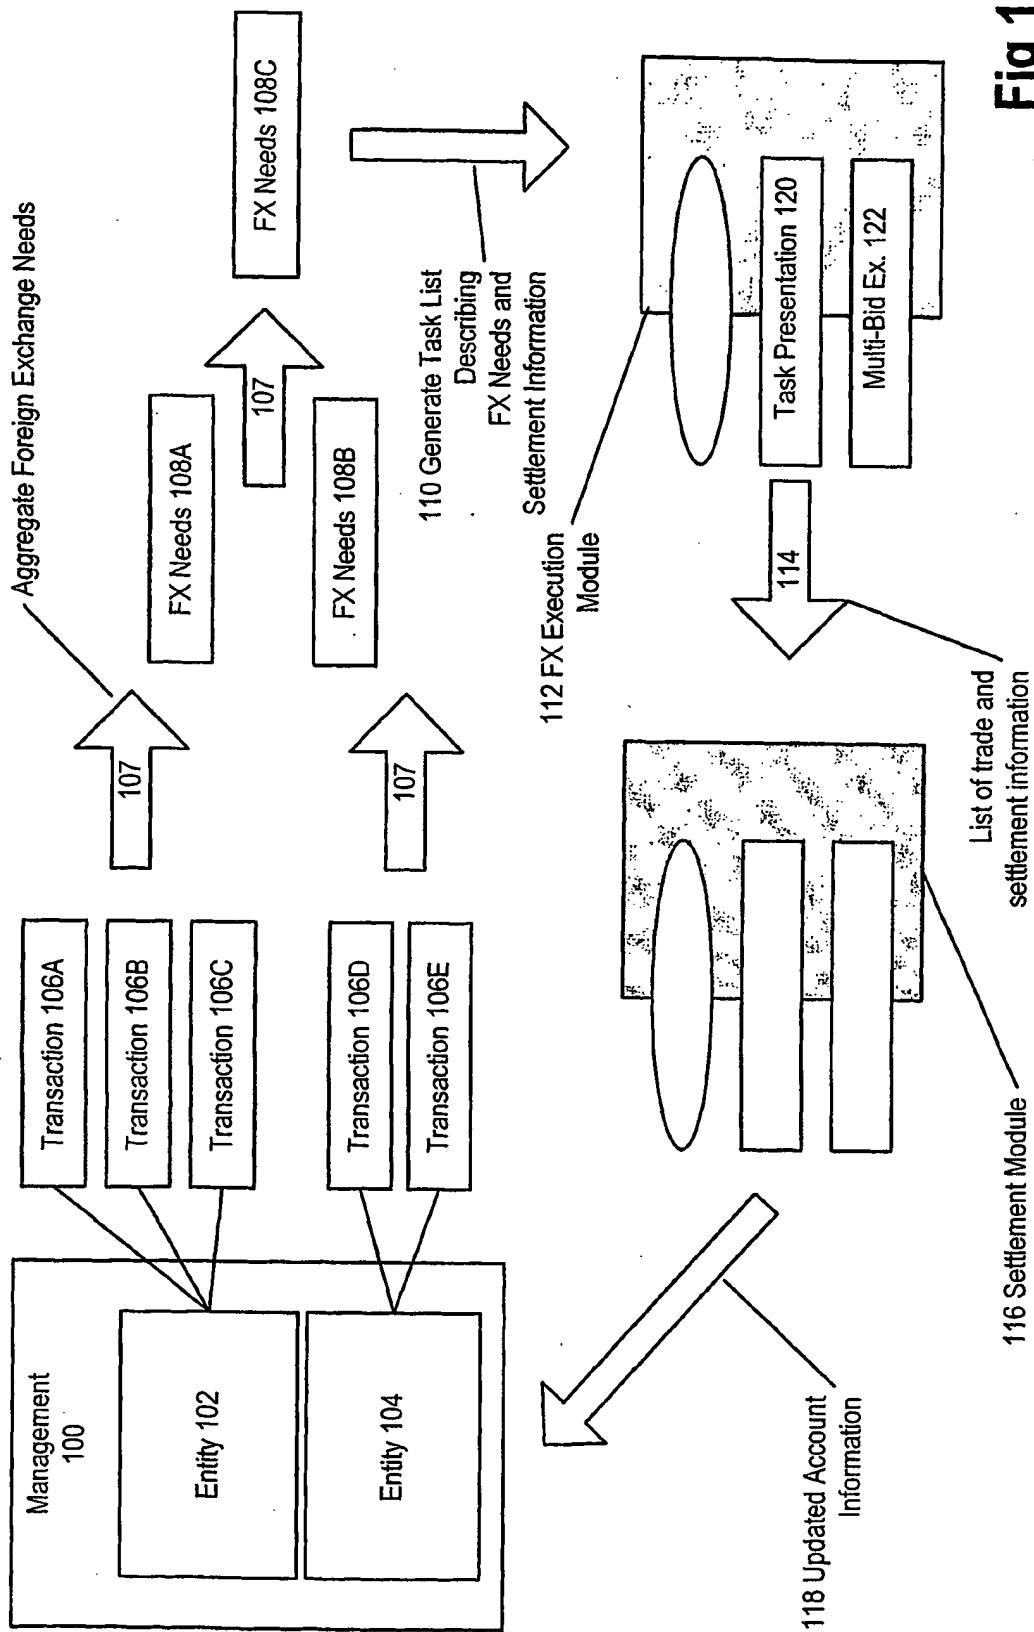 Management
100
Entity 102
Entity 104
Transaction 106A
Transaction 106B
Transaction 106C
Transaction 106D
Transaction 106E
107
107
Aggregate Foreign Exchange Needs
FX Needs 108A
FX Needs 108B
107
FX Needs 108C
110 Generate Task List
Describing
FX Needs and
Settlement Information
112 FX Execution
Module
Task Presentation 120
Multi-Bid Ex. 122
114
List of trade and
settlement information
116 Settlement Module
118 Updated Account
Information
Fig 1